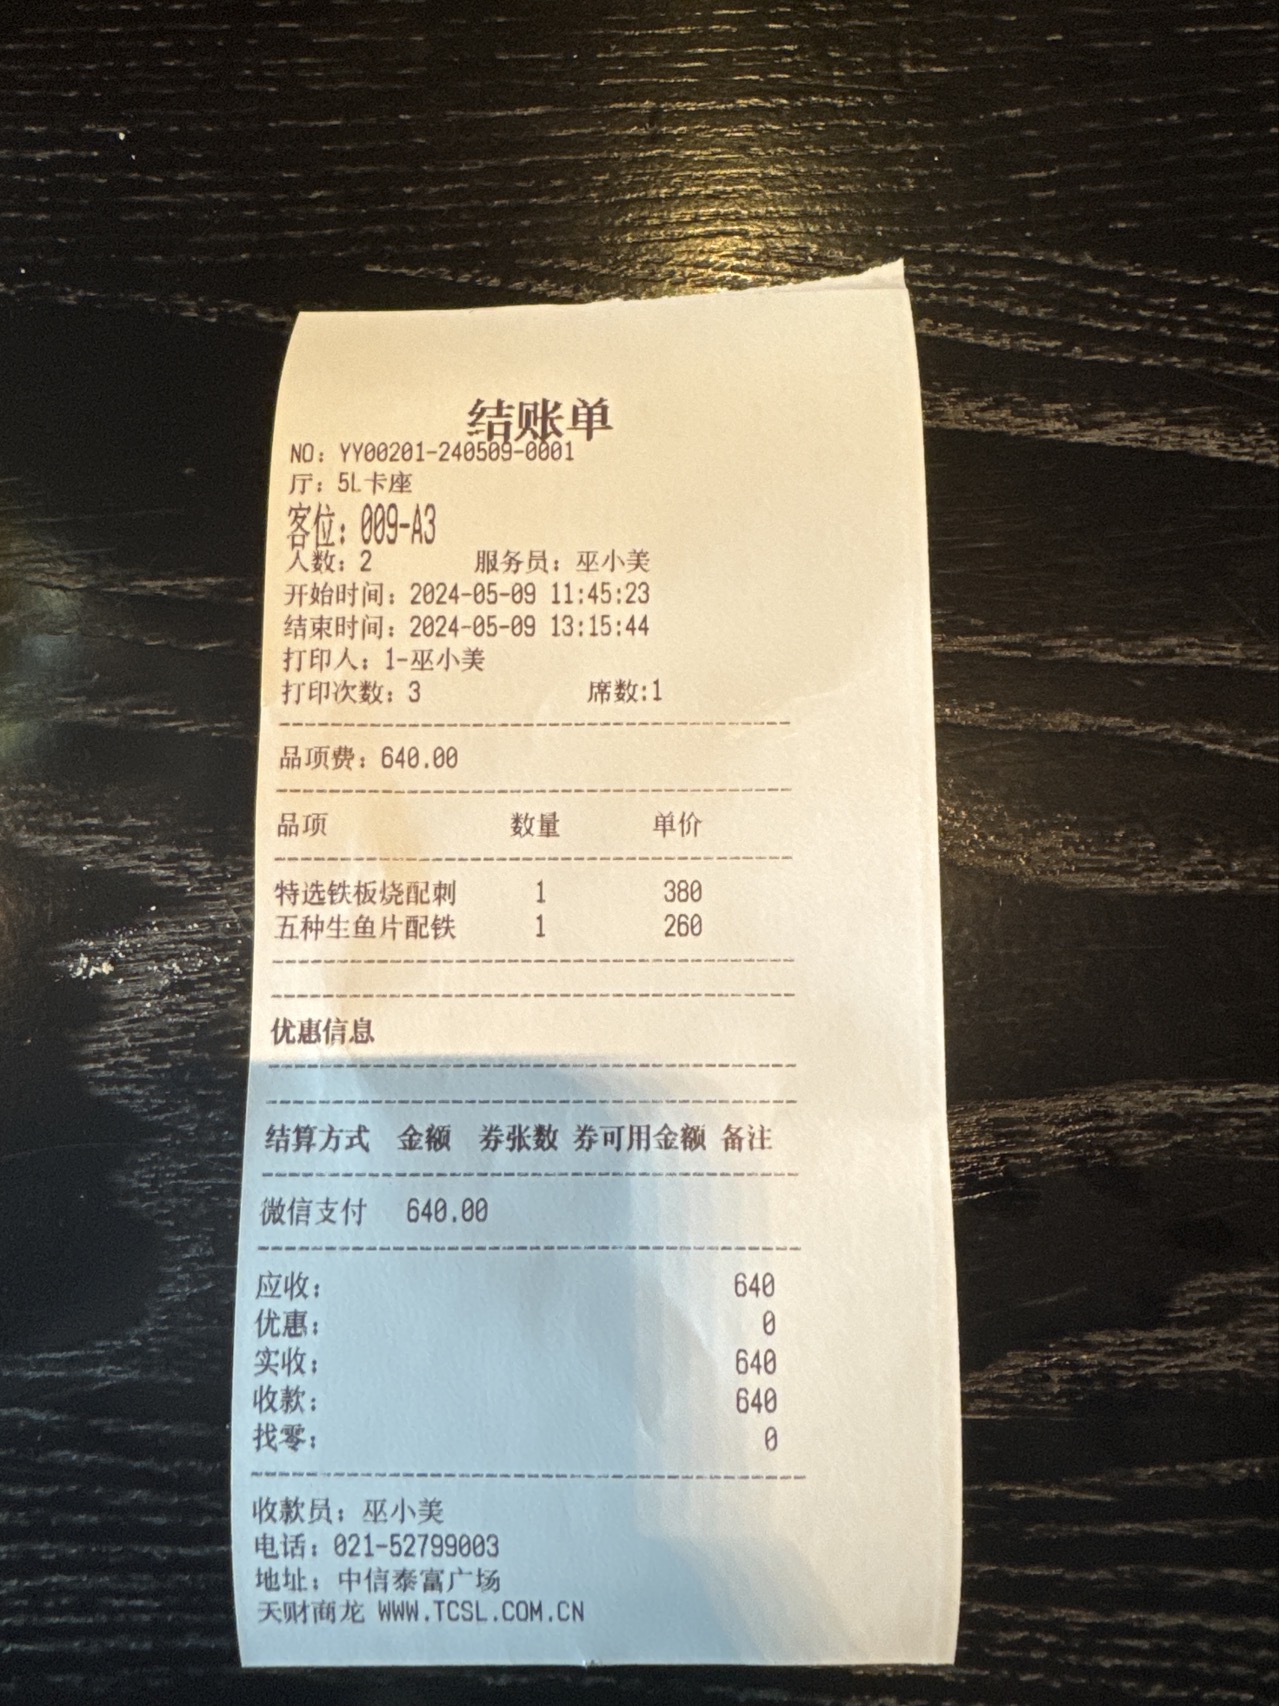 结账单
NO: YY00201-240509-0001
厅: 5L卡座
客位: 009-A3
人数: 2 服务员: 巫小美
开始时间: 2024-05-09 11:45:23
结束时间: 2024-05-09 13:15:44
打印人: 1-巫小美
打印次数: 3 席数:1
品项费: 640.00
品项 数量 单价
特选铁板烧配刺 1 380
五种生鱼片配铁 1 260
优惠信息
结算方式 金额 券张数 券可用金额 备注
微信支付 640.00
应收: 640
优惠: 0
实收: 640
收款: 640
找零: 0
收款员: 巫小美
电话: 021-52799003
地址: 中信泰富广场
天财商龙 WWW.TCSL.COM.CN